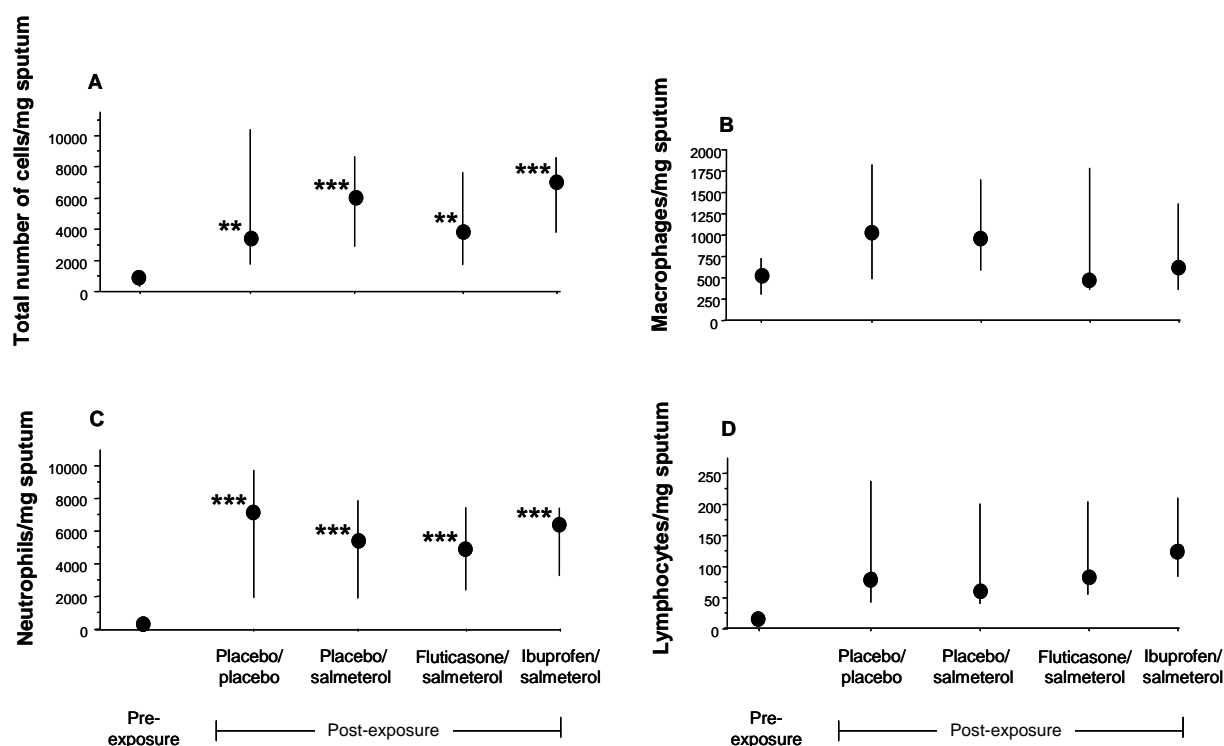 A
Total number of cells/mg sputum
10000
8000
6000
4000
2000
0
**
***
**
***
B
Macrophages/mg sputum
2000
1750
1500
1250
1000
750
500
250
0
C
Neutrophils/mg sputum
10000
8000
6000
4000
2000
0
***
***
***
***
Placebo/
placebo
Placebo/
salmeterol
Fluticasone/
salmeterol
Ibuprofen/
salmeterol
Pre-
exposure
Post-exposure
D
Lymphocytes/mg sputum
250
200
150
100
50
0
Placebo/
placebo
Placebo/
salmeterol
Fluticasone/
salmeterol
Ibuprofen/
salmeterol
Pre-
exposure
Post-exposure